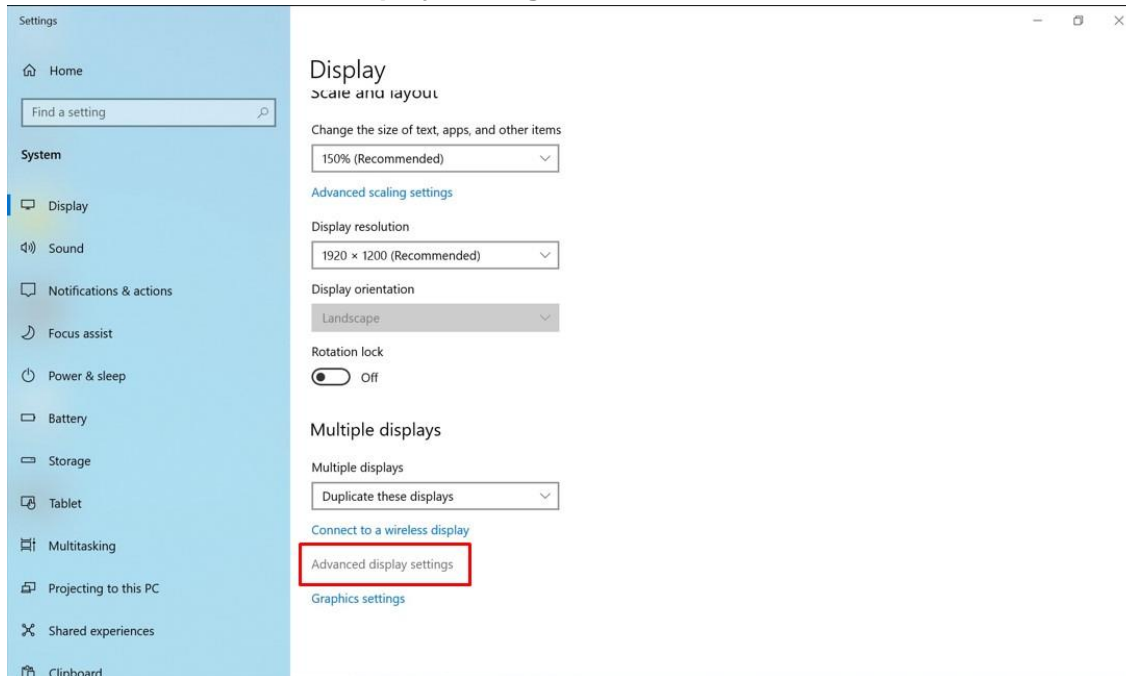 Settings
Home
Find a setting
System
Display
Sound
Notifications & actions
Focus assist
Power & sleep
Battery
Storage
Tablet
Multitasking
Projecting to this PC
Shared experiences
Clipboard
Display
Scale and layout
Change the size of text, apps, and other items
150% (Recommended)
Advanced scaling settings
Display resolution
1920 × 1200 (Recommended)
Display orientation
Landscape
Rotation lock
Off
Multiple displays
Multiple displays
Duplicate these displays
Connect to a wireless display
Advanced display settings
Graphics settings